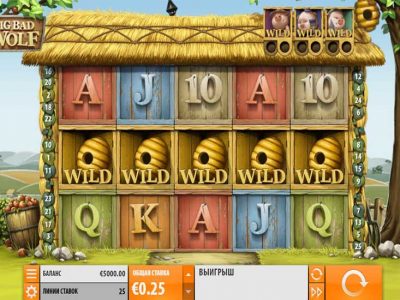 BIG BAD
WOLF
WILD WILD WILD
A J 10 A 10
WILD WILD WILD WILD WILD
Q K A J Q
БАЛАНС €5000.00
ОБЩАЯ СТАВКА
€0.25
ВЫИГРЫШ
ЛИНИИ СТАВОК 25